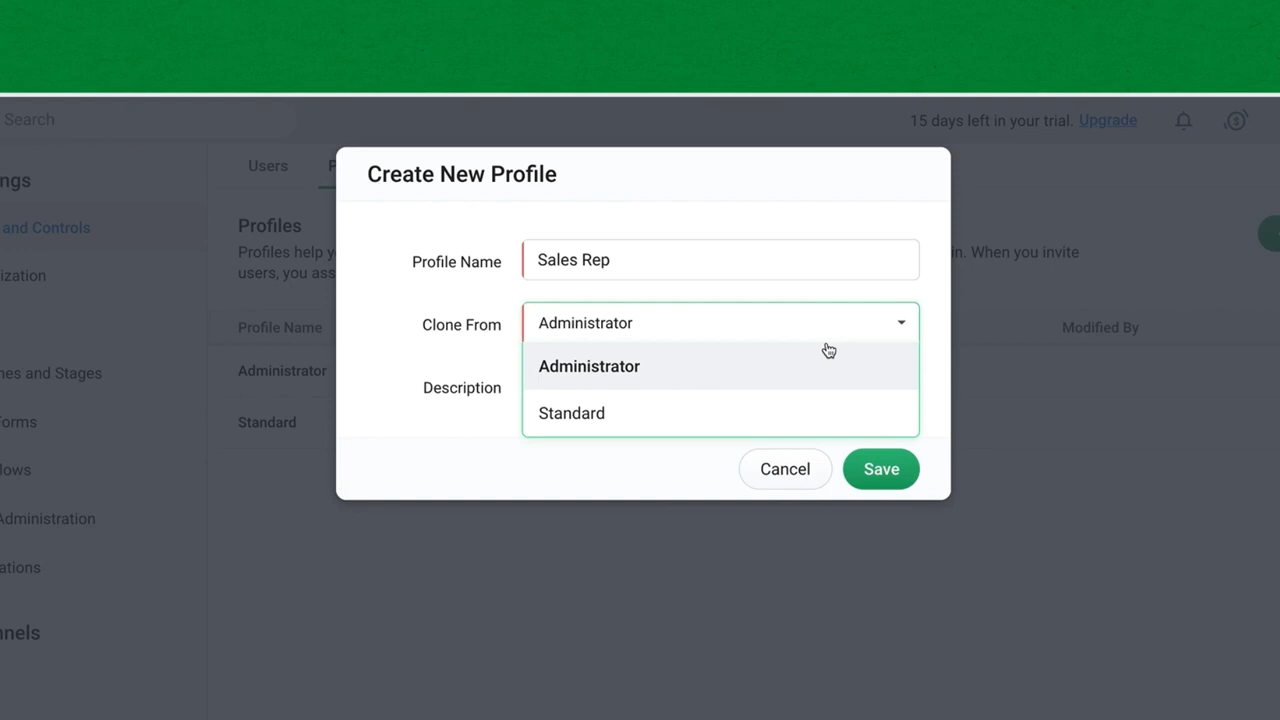 Search
15 days left in your trial. Upgrade
ngs
Users
P
Create New Profile
and Controls
Profiles
Profiles help y
in. When you invite
users, you ass
ization
Profile Name
Sales Rep
Profile Name
Modified By
Clone From
Administrator
Administrator
Administrator
nes and Stages
Description
Standard
Standard
Forms
lows
Cancel
Save
Administration
ations
nnels